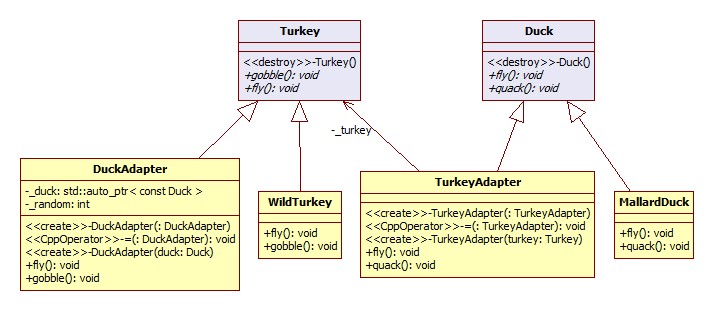 Turkey
<<destroy>>-Turkey()
+gobble(): void
+fly(): void
Duck
<<destroy>>-Duck()
+fly(): void
+quack(): void
-_turkey
DuckAdapter
-_duck: std::auto_ptr< const Duck >
-_random: int
<<create>>-DuckAdapter(: DuckAdapter)
<<CppOperator>>-=(: DuckAdapter): void
<<create>>-DuckAdapter(duck: Duck)
+fly(): void
+gobble(): void
WildTurkey
+fly(): void
+gobble(): void
TurkeyAdapter
<<create>>-TurkeyAdapter(: TurkeyAdapter)
<<CppOperator>>-=(: TurkeyAdapter): void
<<create>>-TurkeyAdapter(turkey: Turkey)
+fly(): void
+quack(): void
MallardDuck
+fly(): void
+quack(): void